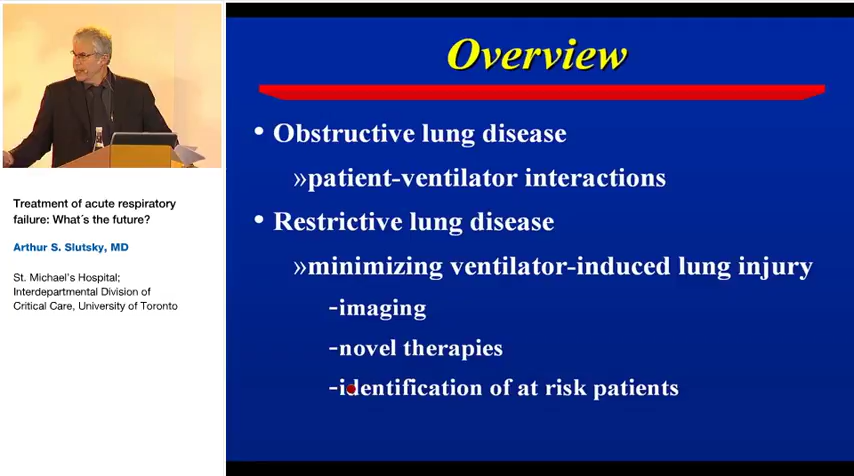 Treatment of acute respiratory
failure: What´s the future?
Arthur S. Slutsky, MD
St. Michael's Hospital;
Interdepartmental Division of
Critical Care, University of Toronto
Overview
• Obstructive lung disease
»patient-ventilator interactions
• Restrictive lung disease
»minimizing ventilator-induced lung injury
-imaging
-novel therapies
-identification of at risk patients